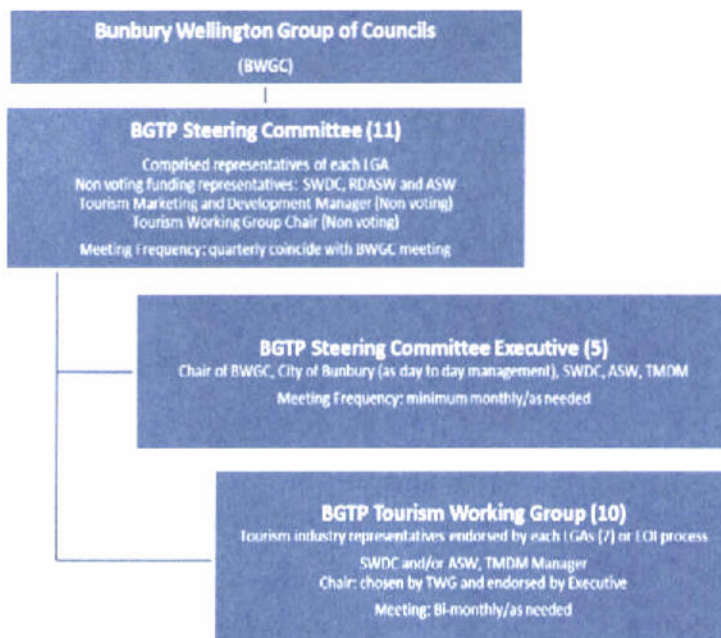 Bunbury Wellington Group of Councils
(BWGC)
BGTP Steering Committee (11)
Comprised representatives of each LGA
Non voting funding representatives: SWDC, RDASW and ASW
Tourism Marketing and Development Manager (Non voting)
Tourism Working Group Chair (Non voting)
Meeting Frequency: quarterly coincide with BWGC meeting
BGTP Steering Committee Executive (5)
Chair of BWGC, City of Bunbury (as day to day management), SWDC, ASW, TMDM
Meeting Frequency: minimum monthly/as needed
BGTP Tourism Working Group (10)
Tourism industry representatives endorsed by each LGAs (7) or EOI process
SWDC and/or ASW, TMDM Manager
Chair: chosen by TWG and endorsed by Executive
Meeting: Bi-monthly/as needed